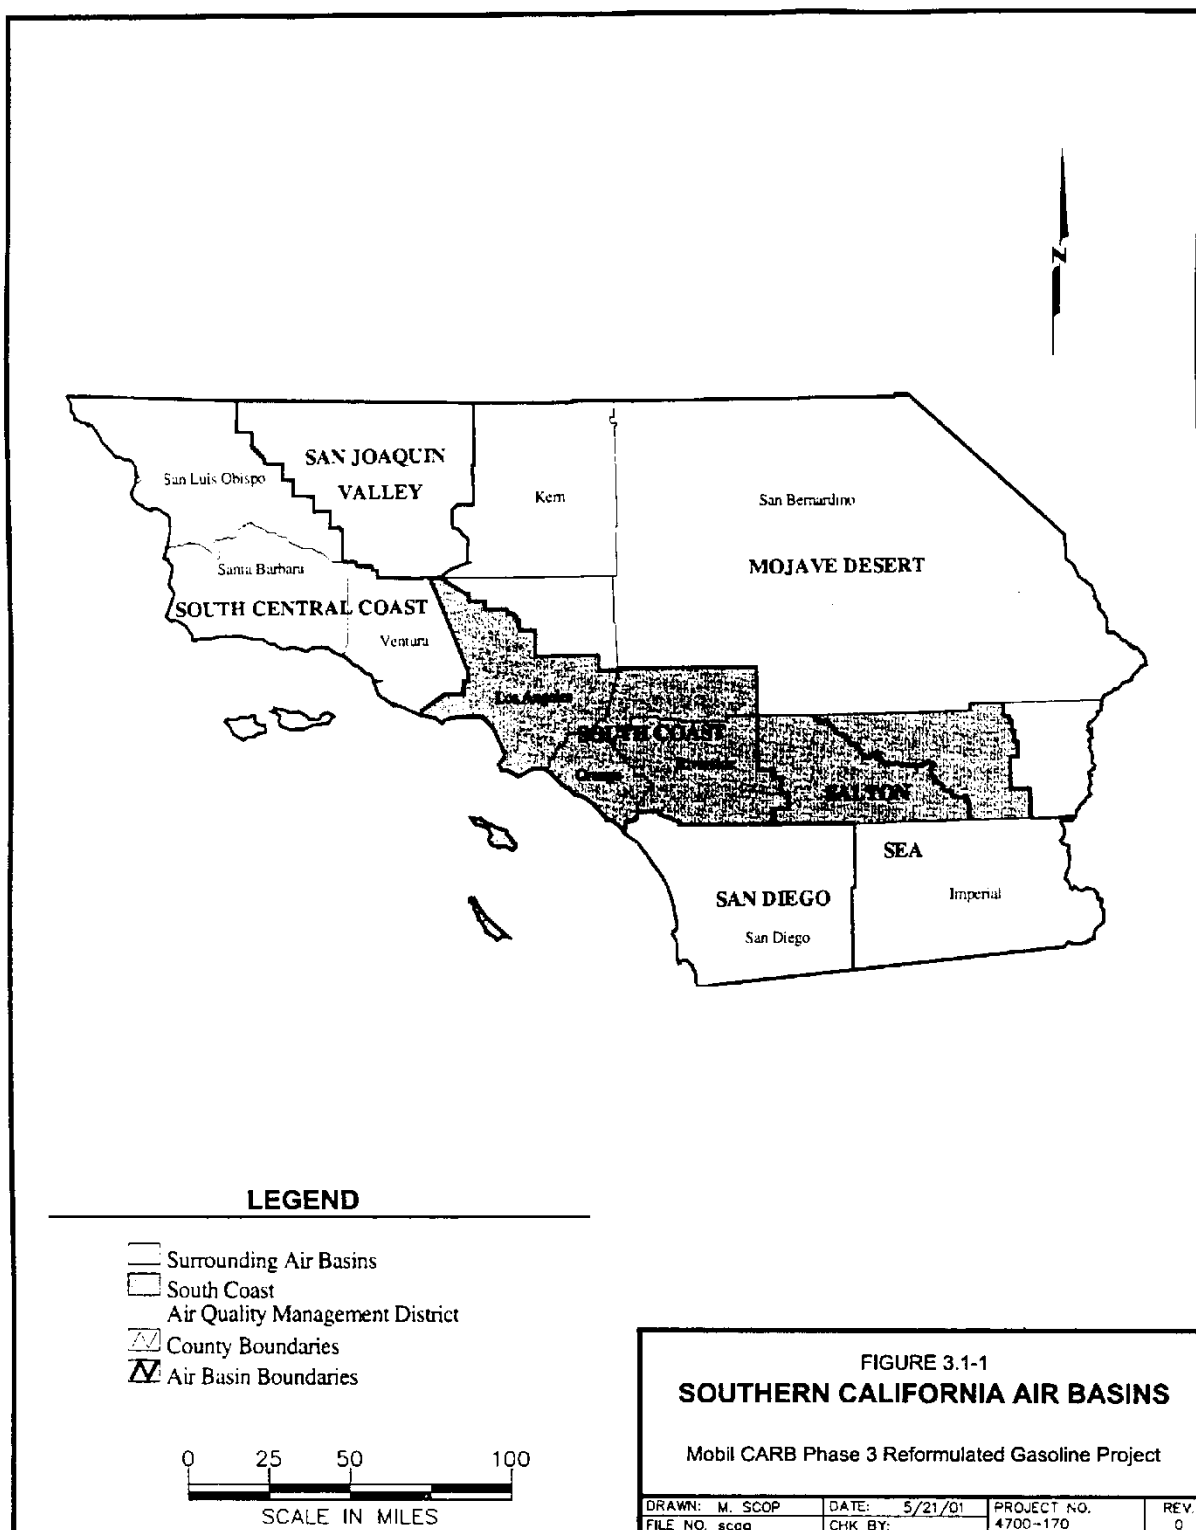 N
SAN JOAQUIN
VALLEY
San Luis Obispo
Kern
San Bernardino
MOJAVE DESERT
Santa Barbara
SOUTH CENTRAL COAST
Ventura
Los Angeles
SOUTH COAST
Orange
Riverside
SALTON
SEA
SAN DIEGO
Imperial
San Diego
LEGEND
Surrounding Air Basins
South Coast
Air Quality Management District
County Boundaries
Air Basin Boundaries
0 25 50 100
SCALE IN MILES
FIGURE 3.1-1
SOUTHERN CALIFORNIA AIR BASINS
Mobil CARB Phase 3 Reformulated Gasoline Project
DRAWN: M. SCOP DATE: 5/21/01 PROJECT NO. REV.
FILE NO. scaq CHK BY: 4700-170 0